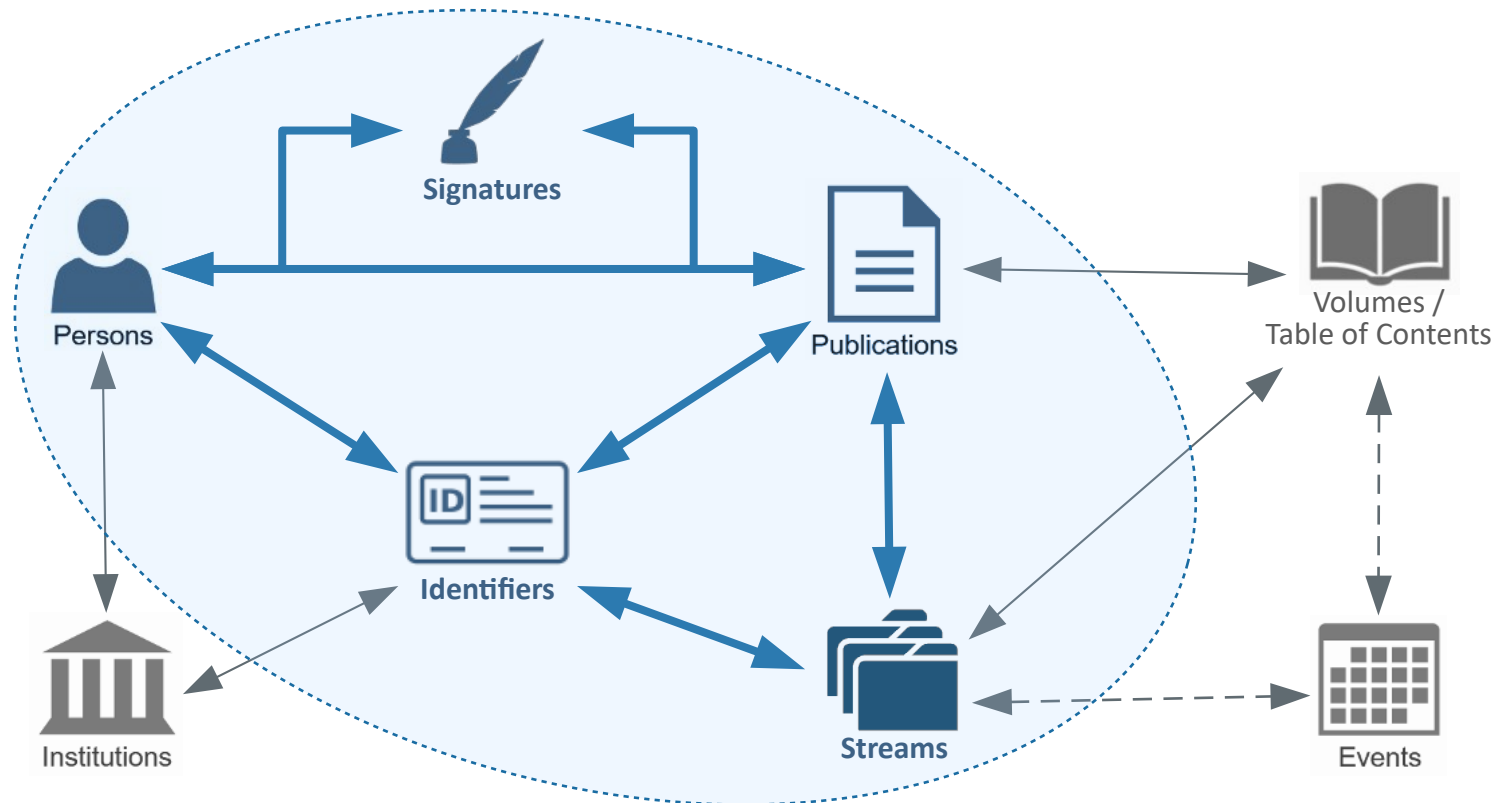 Signatures
Persons
Publications
Volumes /
Table of Contents
ID
Identifiers
Institutions
Streams
Events